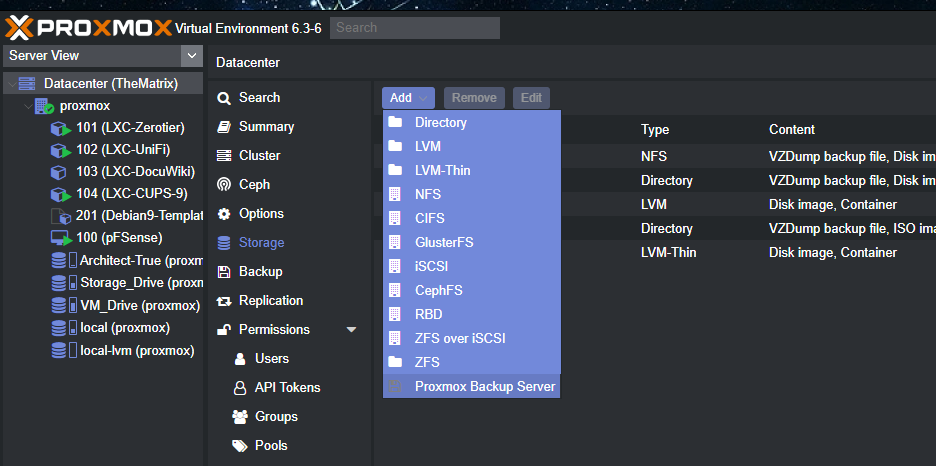 PROXMOX Virtual Environment 6.3-6 Search
Server View
Datacenter (TheMatrix)
proxmox
101 (LXC-Zerotier)
102 (LXC-UniFi)
103 (LXC-DocuWiki)
104 (LXC-CUPS-9)
201 (Debian9-Templat
100 (pFSense)
Architect-True (proxm
Storage_Drive (proxm
VM_Drive (proxmox)
local (proxmox)
local-lvm (proxmox)
Datacenter
Search
Summary
Cluster
Ceph
Options
Storage
Backup
Replication
Permissions
Users
API Tokens
Groups
Pools
Add Remove Edit
Directory
LVM
LVM-Thin
NFS
CIFS
GlusterFS
iSCSI
CephFS
RBD
ZFS over iSCSI
ZFS
Proxmox Backup Server
Type Content
NFS VZDump backup file, Disk im
Directory VZDump backup file, Disk im
LVM Disk image, Container
Directory VZDump backup file, ISO ima
LVM-Thin Disk image, Container